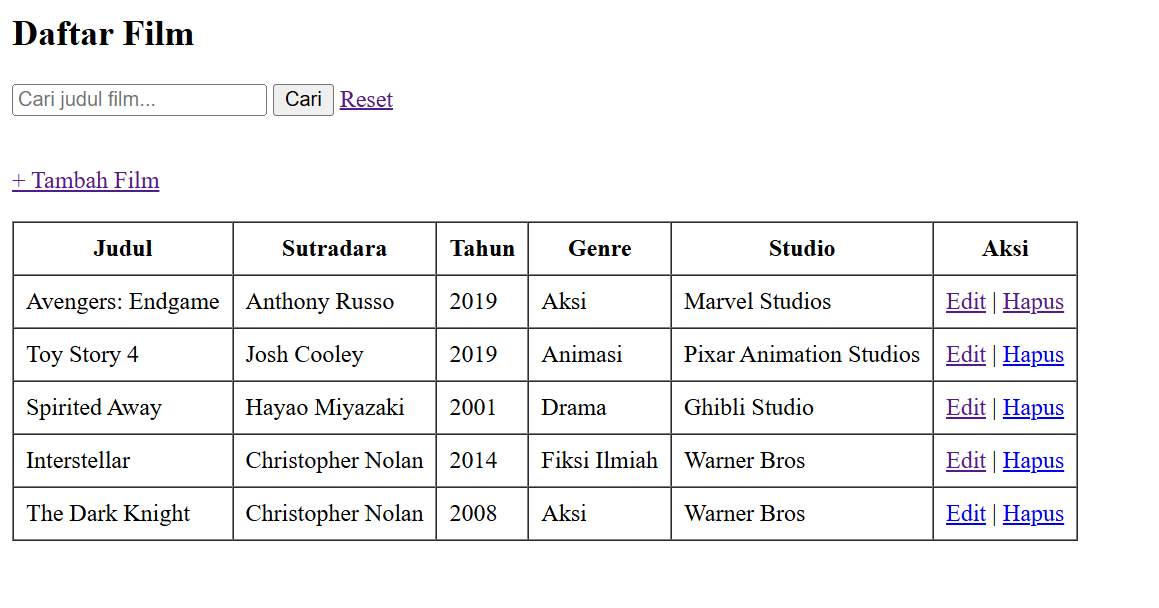 Daftar Film
Cari judul film... Cari Reset
+ Tambah Film
Judul Sutradara Tahun Genre Studio Aksi
Avengers: Endgame Anthony Russo 2019 Aksi Marvel Studios Edit | Hapus
Toy Story 4 Josh Cooley 2019 Animasi Pixar Animation Studios Edit | Hapus
Spirited Away Hayao Miyazaki 2001 Drama Ghibli Studio Edit | Hapus
Interstellar Christopher Nolan 2014 Fiksi Ilmiah Warner Bros Edit | Hapus
The Dark Knight Christopher Nolan 2008 Aksi Warner Bros Edit | Hapus